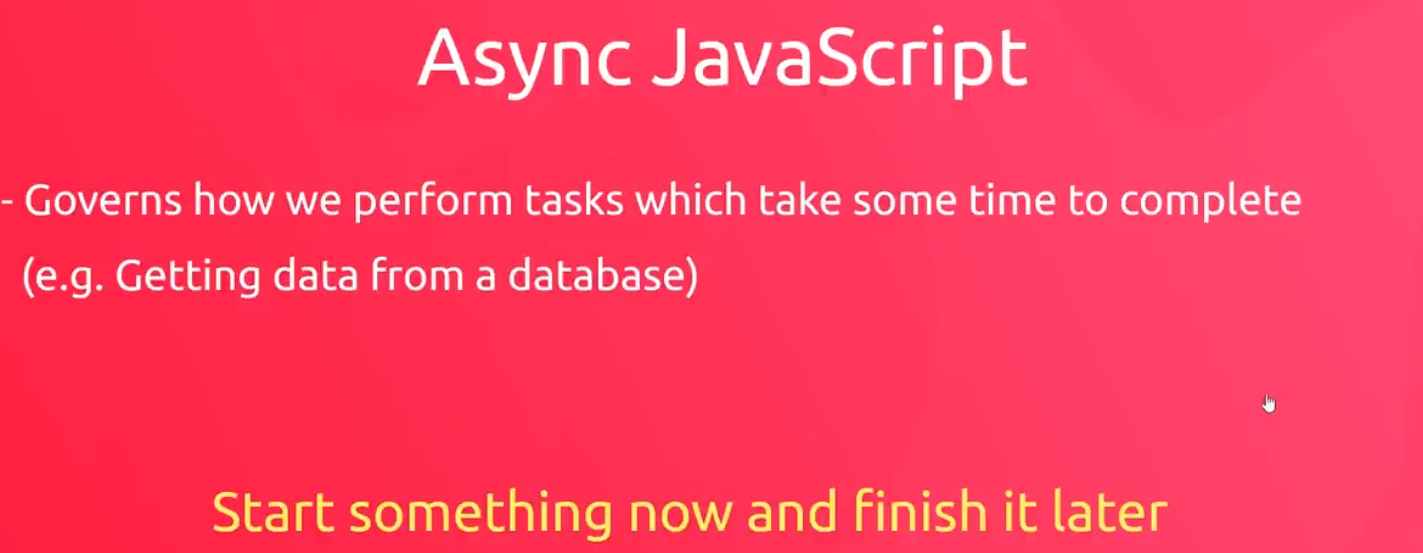 Async JavaScript
- Governs how we perform tasks which take some time to complete
(e.g. Getting data from a database)
Start something now and finish it later